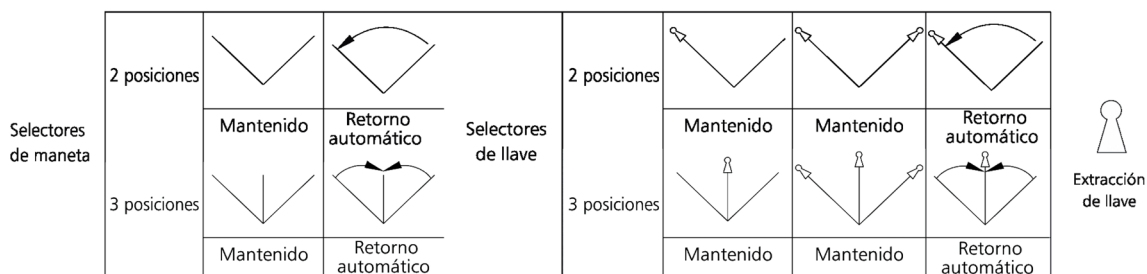 Selectores
de maneta
2 posiciones
Mantenido
Retorno
automático
3 posiciones
Mantenido
Retorno
automático
Selectores
de llave
2 posiciones
Mantenido
Mantenido
Retorno
automático
3 posiciones
Mantenido
Mantenido
Retorno
automático
Extracción
de llave